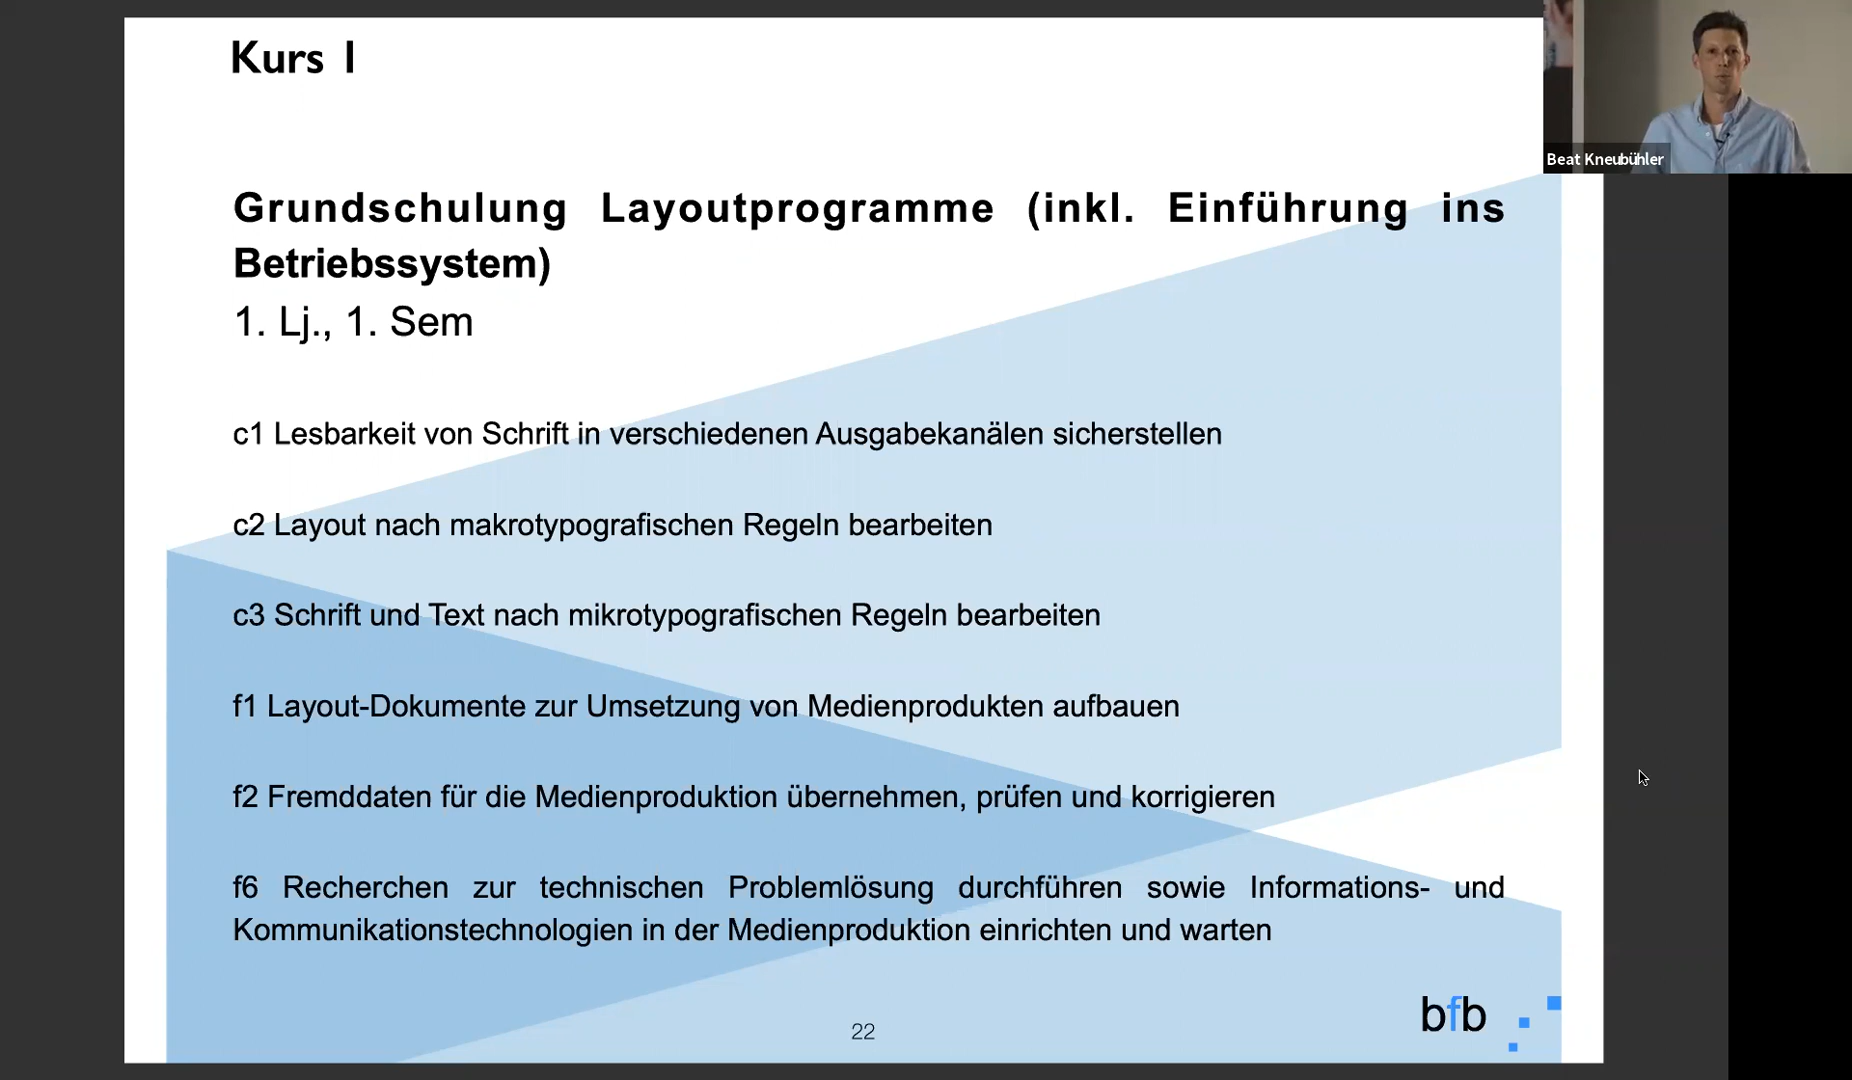 Kurs 1
Beat Kneubühler
Grundschulung Layoutprogramme (inkl. Einführung ins
Betriebssystem)
1. Lj., 1. Sem
c1 Lesbarkeit von Schrift in verschiedenen Ausgabekanälen sicherstellen
c2 Layout nach makrotypografischen Regeln bearbeiten
c3 Schrift und Text nach mikrotypografischen Regeln bearbeiten
f1 Layout-Dokumente zur Umsetzung von Medienprodukten aufbauen
f2 Fremddaten für die Medienproduktion übernehmen, prüfen und korrigieren
f6 Recherchen zur technischen Problemlösung durchführen sowie Informations- und
Kommunikationstechnologien in der Medienproduktion einrichten und warten
22
bfb